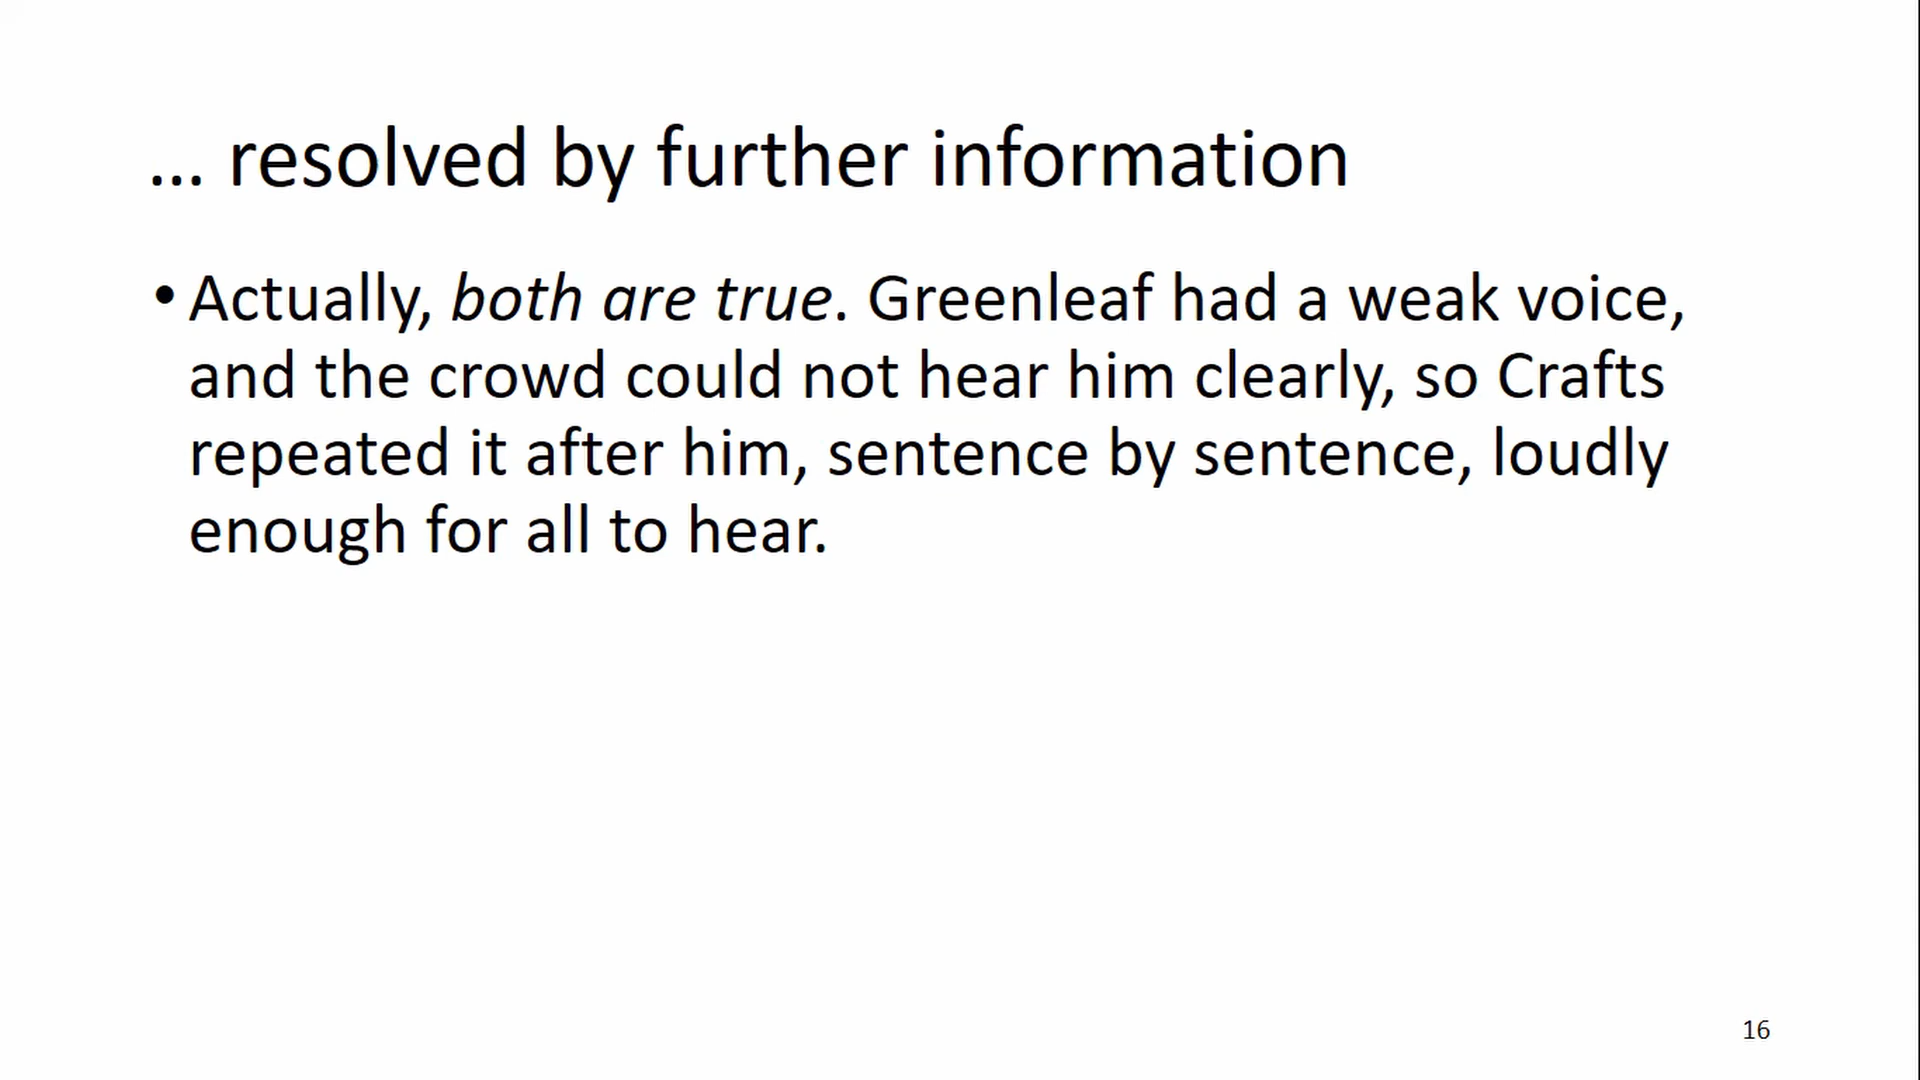 ... resolved by further information
• Actually, both are true. Greenleaf had a weak voice,
and the crowd could not hear him clearly, so Crafts
repeated it after him, sentence by sentence, loudly
enough for all to hear.
16